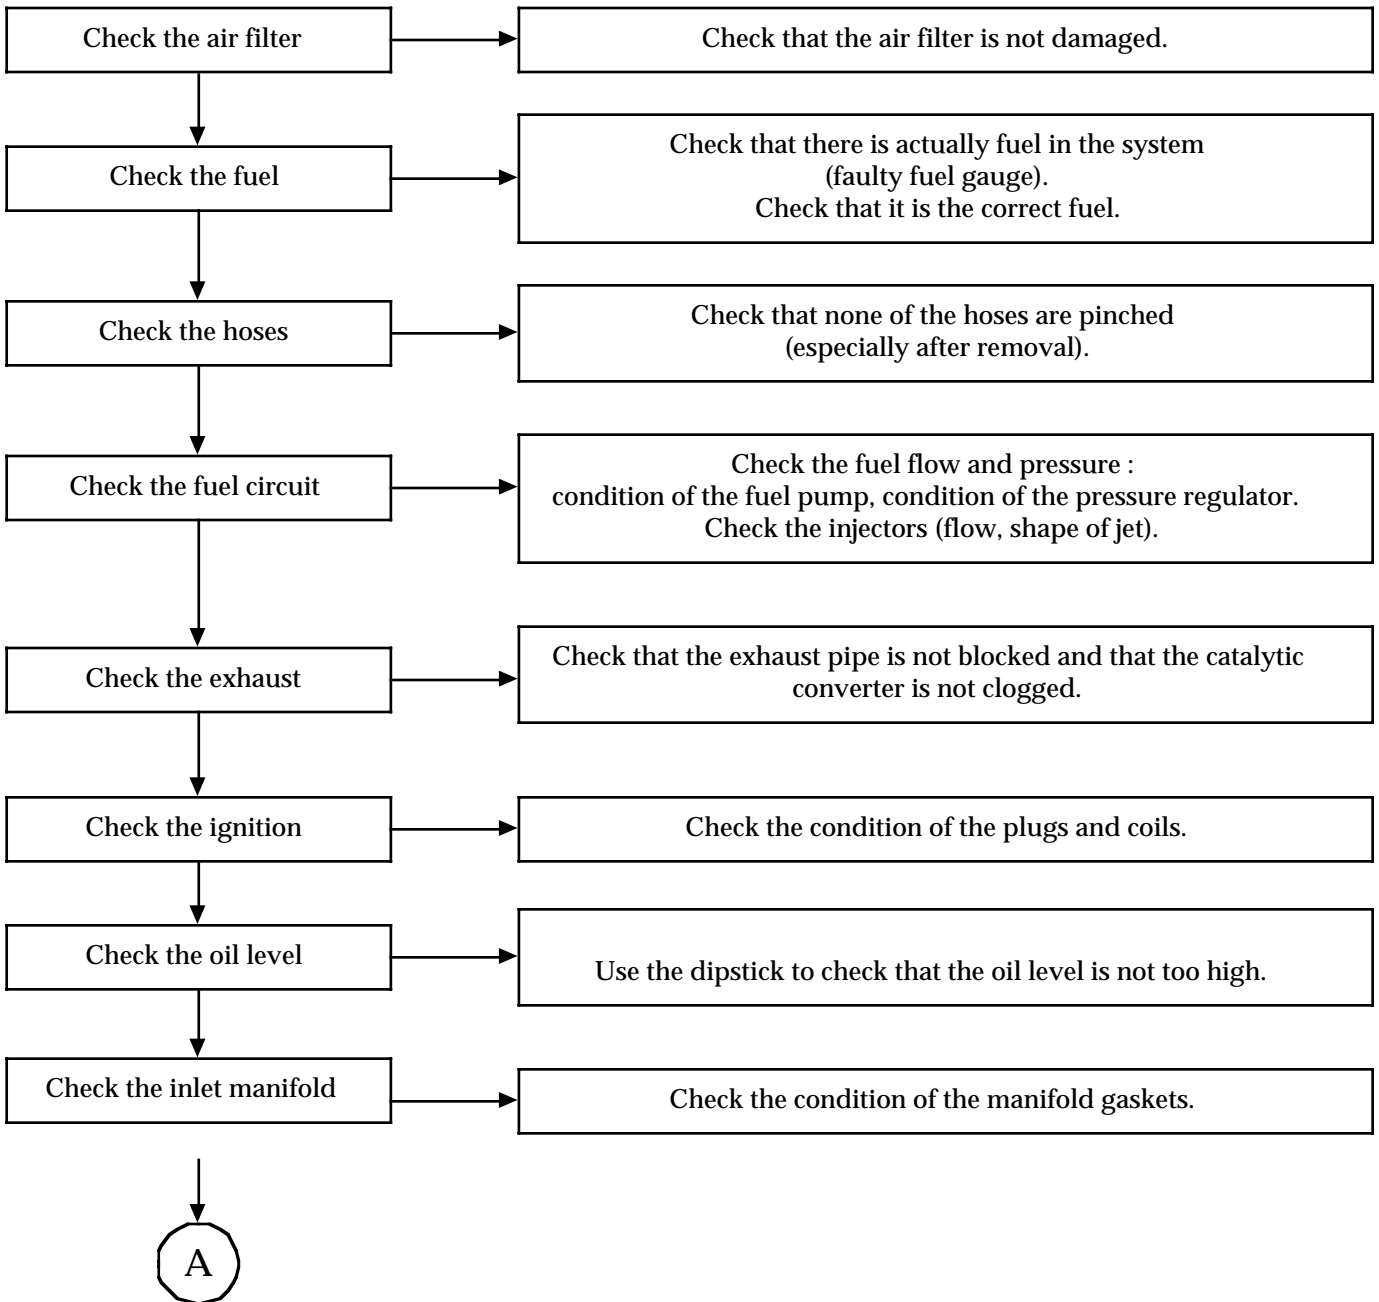 Check the air filter
Check that the air filter is not damaged.
Check the fuel
Check that there is actually fuel in the system
(faulty fuel gauge).
Check that it is the correct fuel.
Check the hoses
Check that none of the hoses are pinched
(especially after removal).
Check the fuel circuit
Check the fuel flow and pressure :
condition of the fuel pump, condition of the pressure regulator.
Check the injectors (flow, shape of jet).
Check the exhaust
Check that the exhaust pipe is not blocked and that the catalytic
converter is not clogged.
Check the ignition
Check the condition of the plugs and coils.
Check the oil level
Use the dipstick to check that the oil level is not too high.
Check the inlet manifold
Check the condition of the manifold gaskets.
A